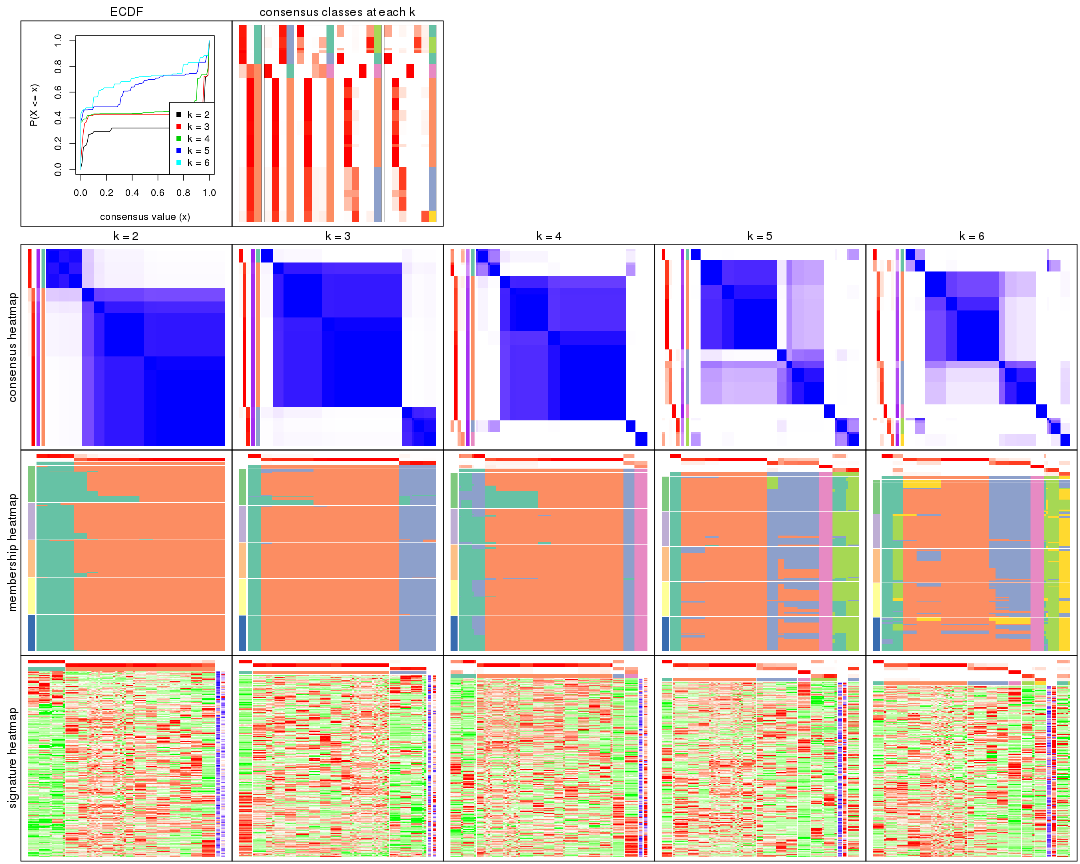 ECDF
consensus classes at each k
P(X <= x)
0.0 0.2 0.4 0.6 0.8 1.0
k = 2
k = 3
k = 4
k = 5
k = 6
0.0 0.2 0.4 0.6 0.8 1.0
consensus value (x)
k = 2
k = 3
k = 4
k = 5
k = 6
consensus heatmap
membership heatmap
signature heatmap